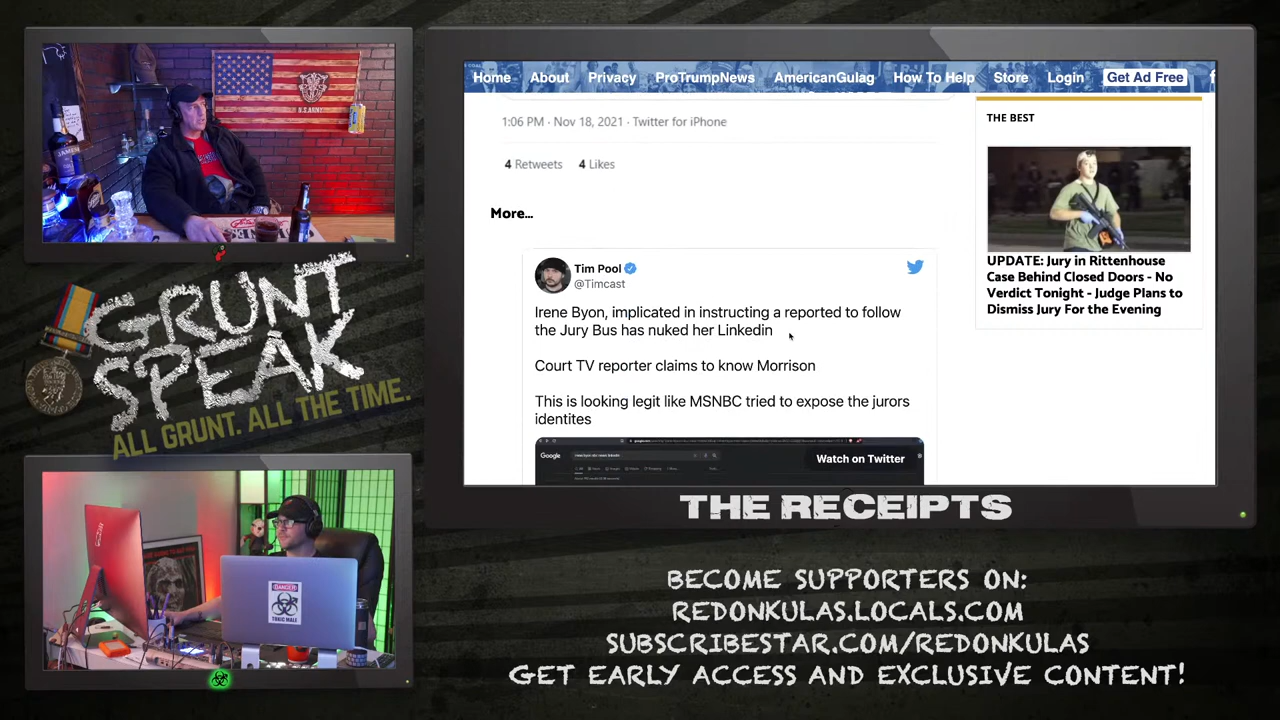 Home About Privacy ProTrumpNews AmericanGulag How To Help Store Login Get Ad Free f
1:06 PM · Nov 18, 2021 · Twitter for iPhone
4 Retweets 4 Likes
More...
Tim Pool
@Timcast
Irene Byon, implicated in instructing a reported to follow
the Jury Bus has nuked her Linkedin
Court TV reporter claims to know Morrison
This is looking legit like MSNBC tried to expose the jurors
identites
Google
Watch on Twitter
THE BEST
UPDATE: Jury in Rittenhouse
Case Behind Closed Doors - No
Verdict Tonight - Judge Plans to
Dismiss Jury For the Evening
GRUNT
SPEAK
ALL GRUNT. ALL THE TIME.
DANGER
TOXIC MALE
THE RECEIPTS
BECOME SUPPORTERS ON:
REDONKULAS.LOCALS.COM
SUBSCRIBESTAR.COM/REDONKULAS
GET EARLY ACCESS AND EXCLUSIVE CONTENT!